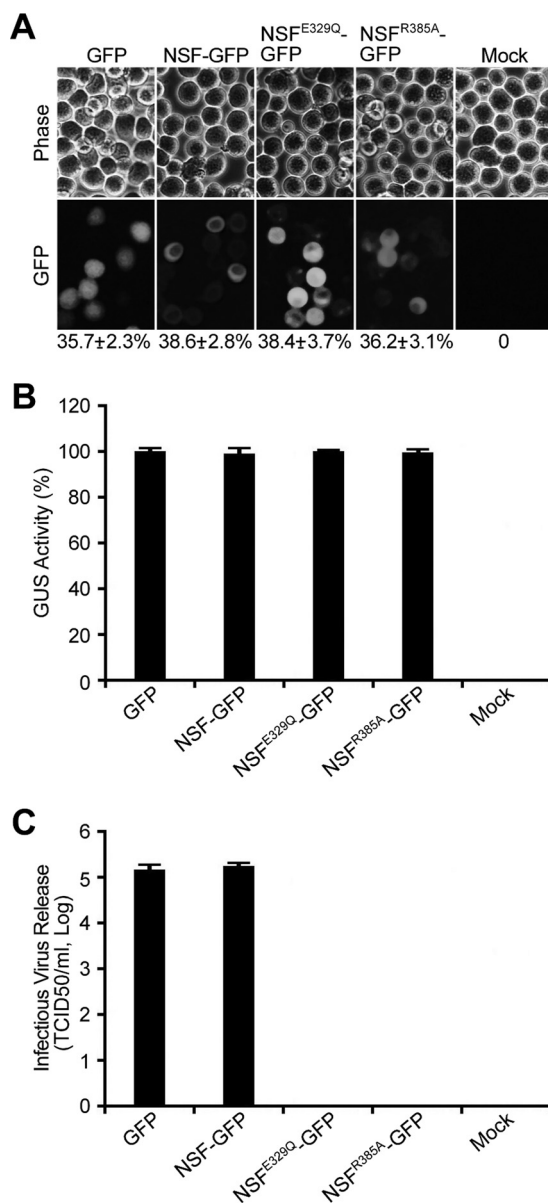 A
GFP NSF-GFP NSF^E329Q- NSF^R385A- Mock
GFP GFP
Phase
GFP
35.7±2.3% 38.6±2.8% 38.4±3.7% 36.2±3.1% 0
B
GUS Activity (%)
120
100
80
60
40
20
0
GFP NSF-GFP NSF^E329Q-GFP NSF^R385A-GFP Mock
C
Infectious Virus Release
(TCID50/ml, Log)
6
5
4
3
2
1
0
GFP NSF-GFP NSF^E329Q-GFP NSF^R385A-GFP Mock